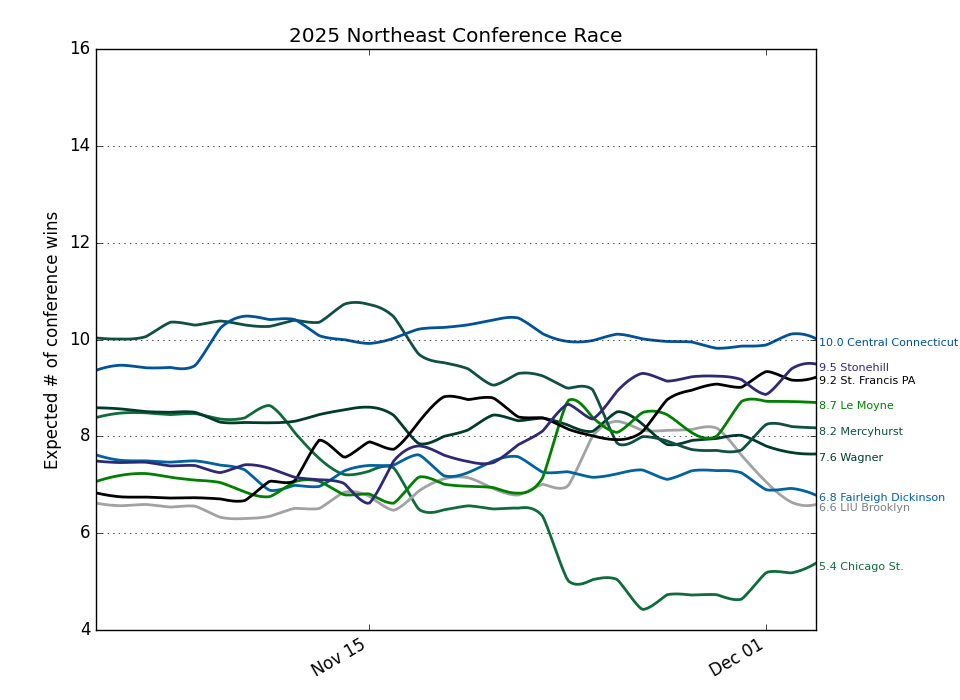 2025 Northeast Conference Race
Expected # of conference wins
16
14
12
10
8
6
4
Nov 15
Dec 01
10.0 Central Connecticut
9.5 Stonehill
9.2 St. Francis PA
8.7 Le Moyne
8.2 Mercyhurst
7.6 Wagner
6.8 Fairleigh Dickinson
6.6 LIU Brooklyn
5.4 Chicago St.